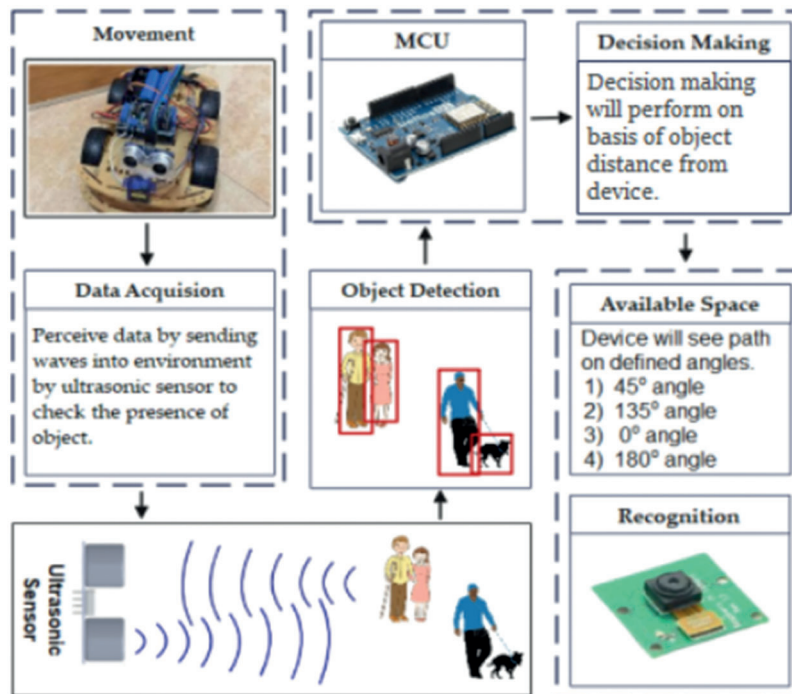 Movement
Data Acquision
Perceive data by sending
waves into environment
by ultrasonic sensor to
check the presence of
object.
Ultrasonic
Sensor
Object Detection
MCU
Decision Making
Decision making
will perform on
basis of object
distance from
device.
Available Space
Device will see path
on defined angles.
1) 45° angle
2) 135° angle
3) 0° angle
4) 180° angle
Recognition